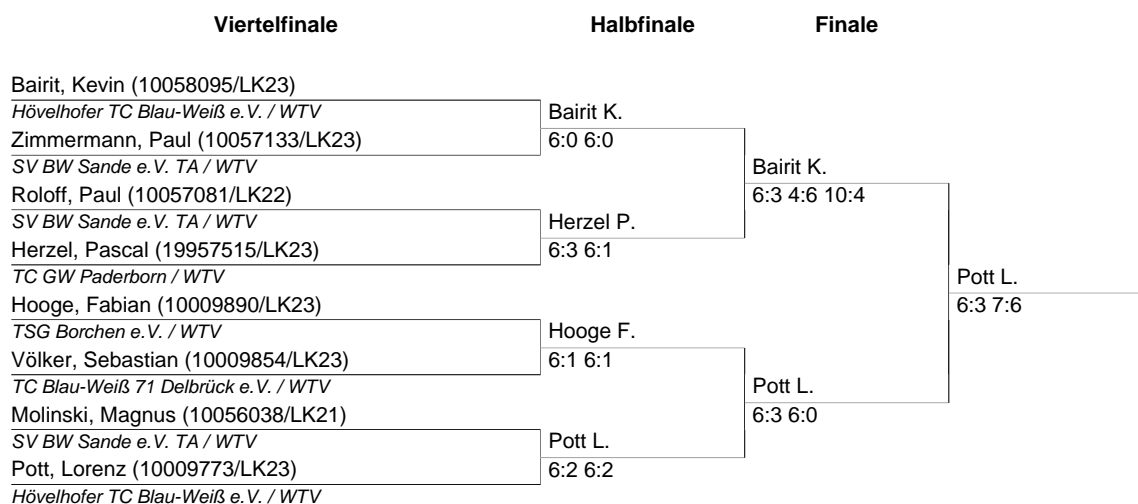 Viertelfinale Halbfinale Finale
Bairit, Kevin (10058095/LK23)
Hövelhofer TC Blau-Weiß e.V. / WTV Bairit K.
Zimmermann, Paul (10057133/LK23) 6:0 6:0
SV BW Sande e.V. TA / WTV Bairit K.
Roloff, Paul (10057081/LK22) 6:3 4:6 10:4
SV BW Sande e.V. TA / WTV Herzel P.
Herzel, Pascal (19957515/LK23) 6:3 6:1
TC GW Paderborn / WTV Pott L.
Hooge, Fabian (10009890/LK23) 6:3 7:6
TSG Borchen e.V. / WTV Hooge F.
Völker, Sebastian (10009854/LK23) 6:1 6:1
TC Blau-Weiß 71 Delbrück e.V. / WTV Pott L.
Molinski, Magnus (10056038/LK21) 6:3 6:0
SV BW Sande e.V. TA / WTV Pott L.
Pott, Lorenz (10009773/LK23) 6:2 6:2
Hövelhofer TC Blau-Weiß e.V. / WTV